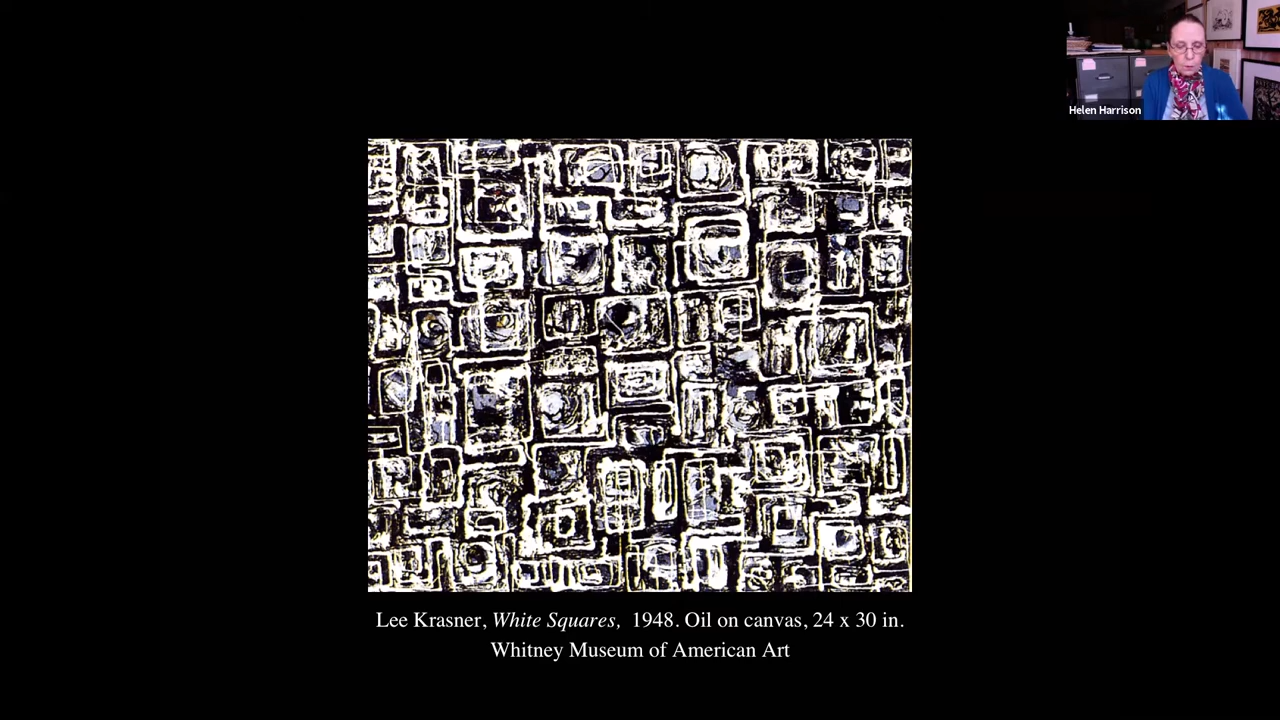 Helen Harrison
Lee Krasner, White Squares, 1948. Oil on canvas, 24 x 30 in.
Whitney Museum of American Art